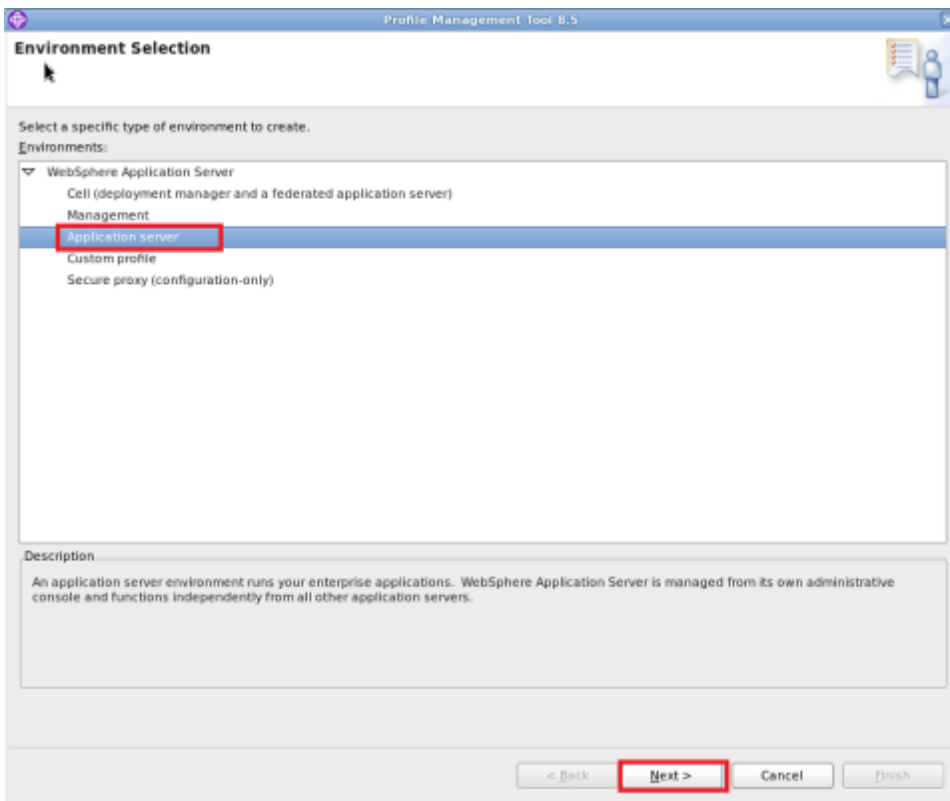 Profile Management Tool 8.5
Environment Selection
Select a specific type of environment to create.
Environments:
WebSphere Application Server
Cell (deployment manager and a federated application server)
Management
Application server
Custom profile
Secure proxy (configuration-only)
Description
An application server environment runs your enterprise applications.  WebSphere Application Server is managed from its own administrative
console and functions independently from all other application servers.
< Back
Next >
Cancel
Finish